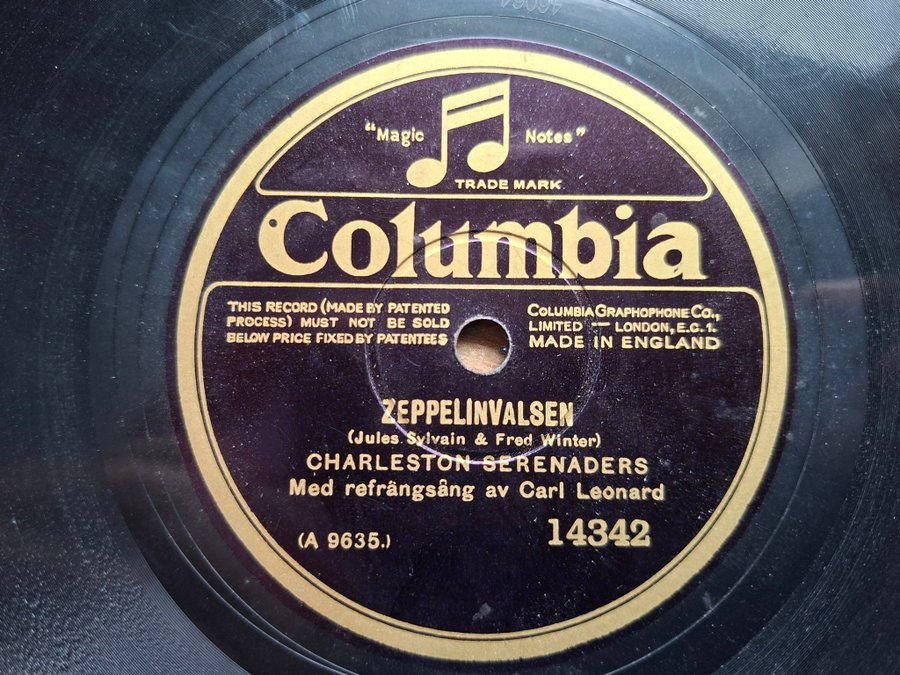 "Magic Notes"
TRADE MARK
Columbia
THIS RECORD (MADE BY PATENTED
PROCESS) MUST NOT BE SOLD
BELOW PRICE FIXED BY PATENTEES
COLUMBIA GRAPHOPHONE CO.,
LIMITED — LONDON, E.C.1.
MADE IN ENGLAND
ZEPPELINVALSEN
(Jules Sylvain & Fred Winter)
CHARLESTON SERENADERS
Med refrängsång av Carl Leonard
(A 9635.)
14342